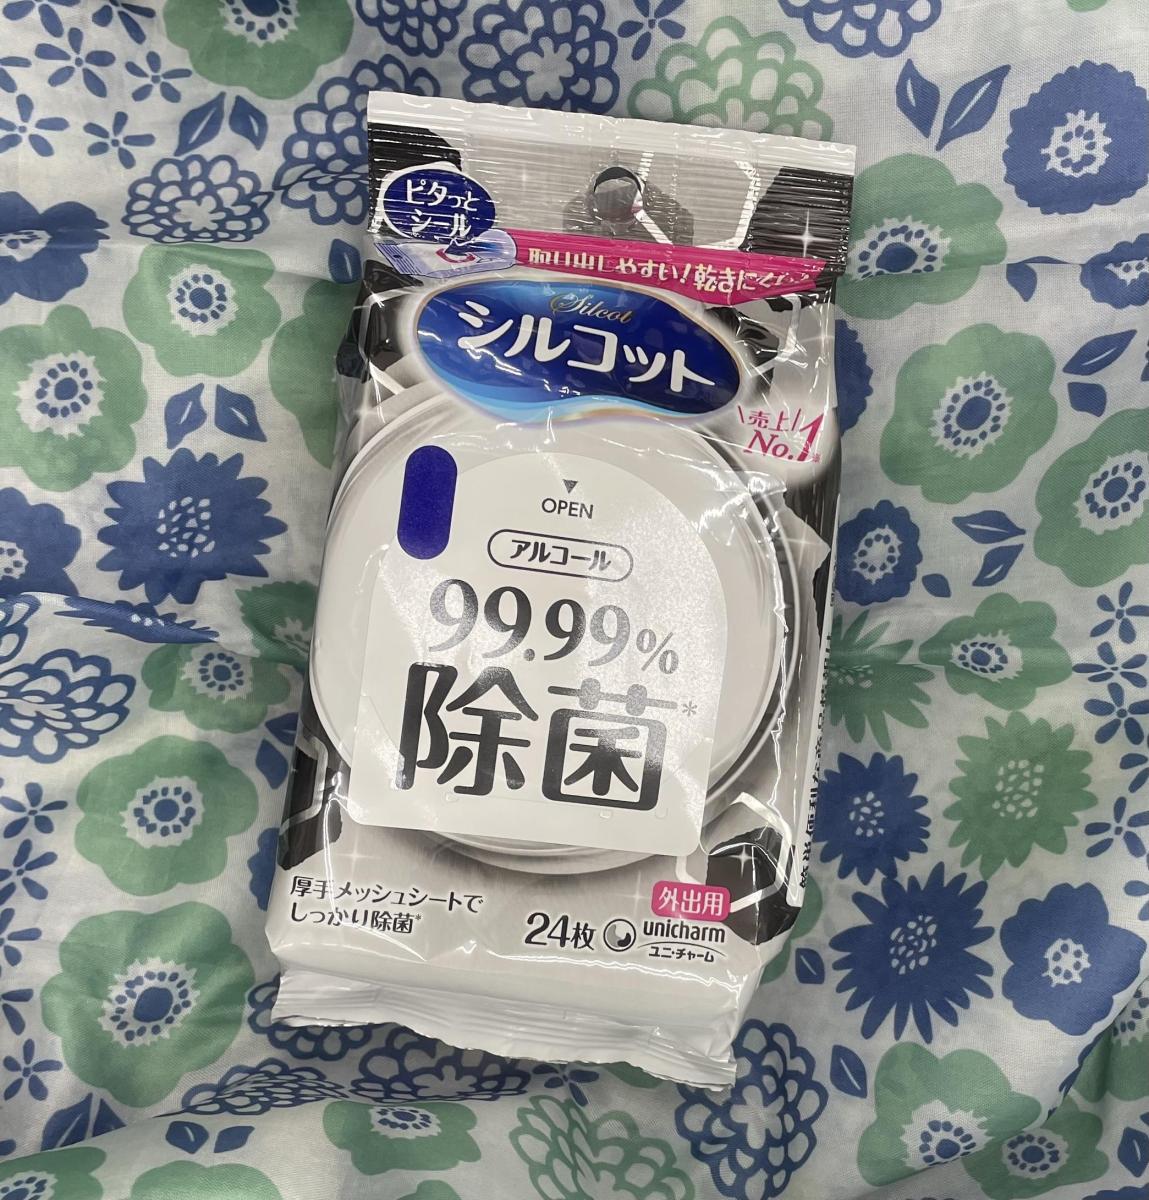 ピタっと
シール
取り出しやすい!乾きにくい
Silcot
シルコット
売上
No.1
OPEN
アルコール
99.99%
除菌*
厚手メッシュシートで
しっかり除菌*
外出用
24枚
unicharm
ユニ・チャーム